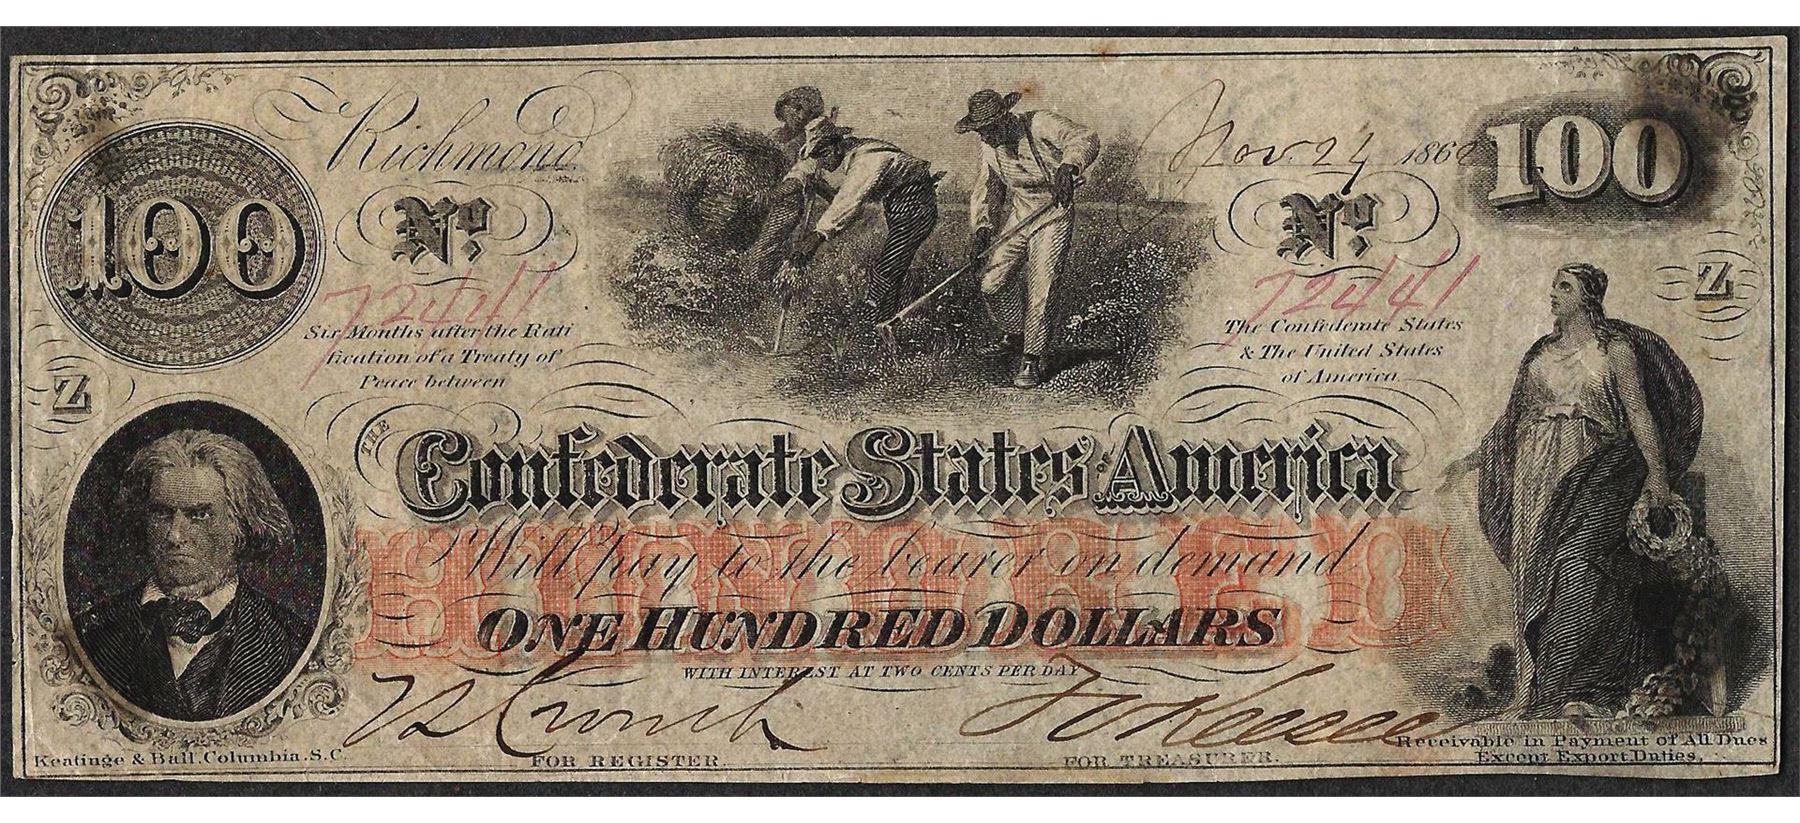 Richmond
Nov. 24 1862
100
100
No.
No.
72441
72441
Six Months after the Rati
fication of a Treaty of
Peace between
The Confederate States
& The United States
of America
Z
Z
THE
Confederate States OF America
HUNDRED
Will pay to the bearer on demand
ONE HUNDRED DOLLARS
WITH INTEREST AT TWO CENTS PER DAY
Keatinge & Ball, Columbia, S.C.
FOR REGISTER.
FOR TREASURER.
Receivable in Payment of All Dues
Except Export Duties.